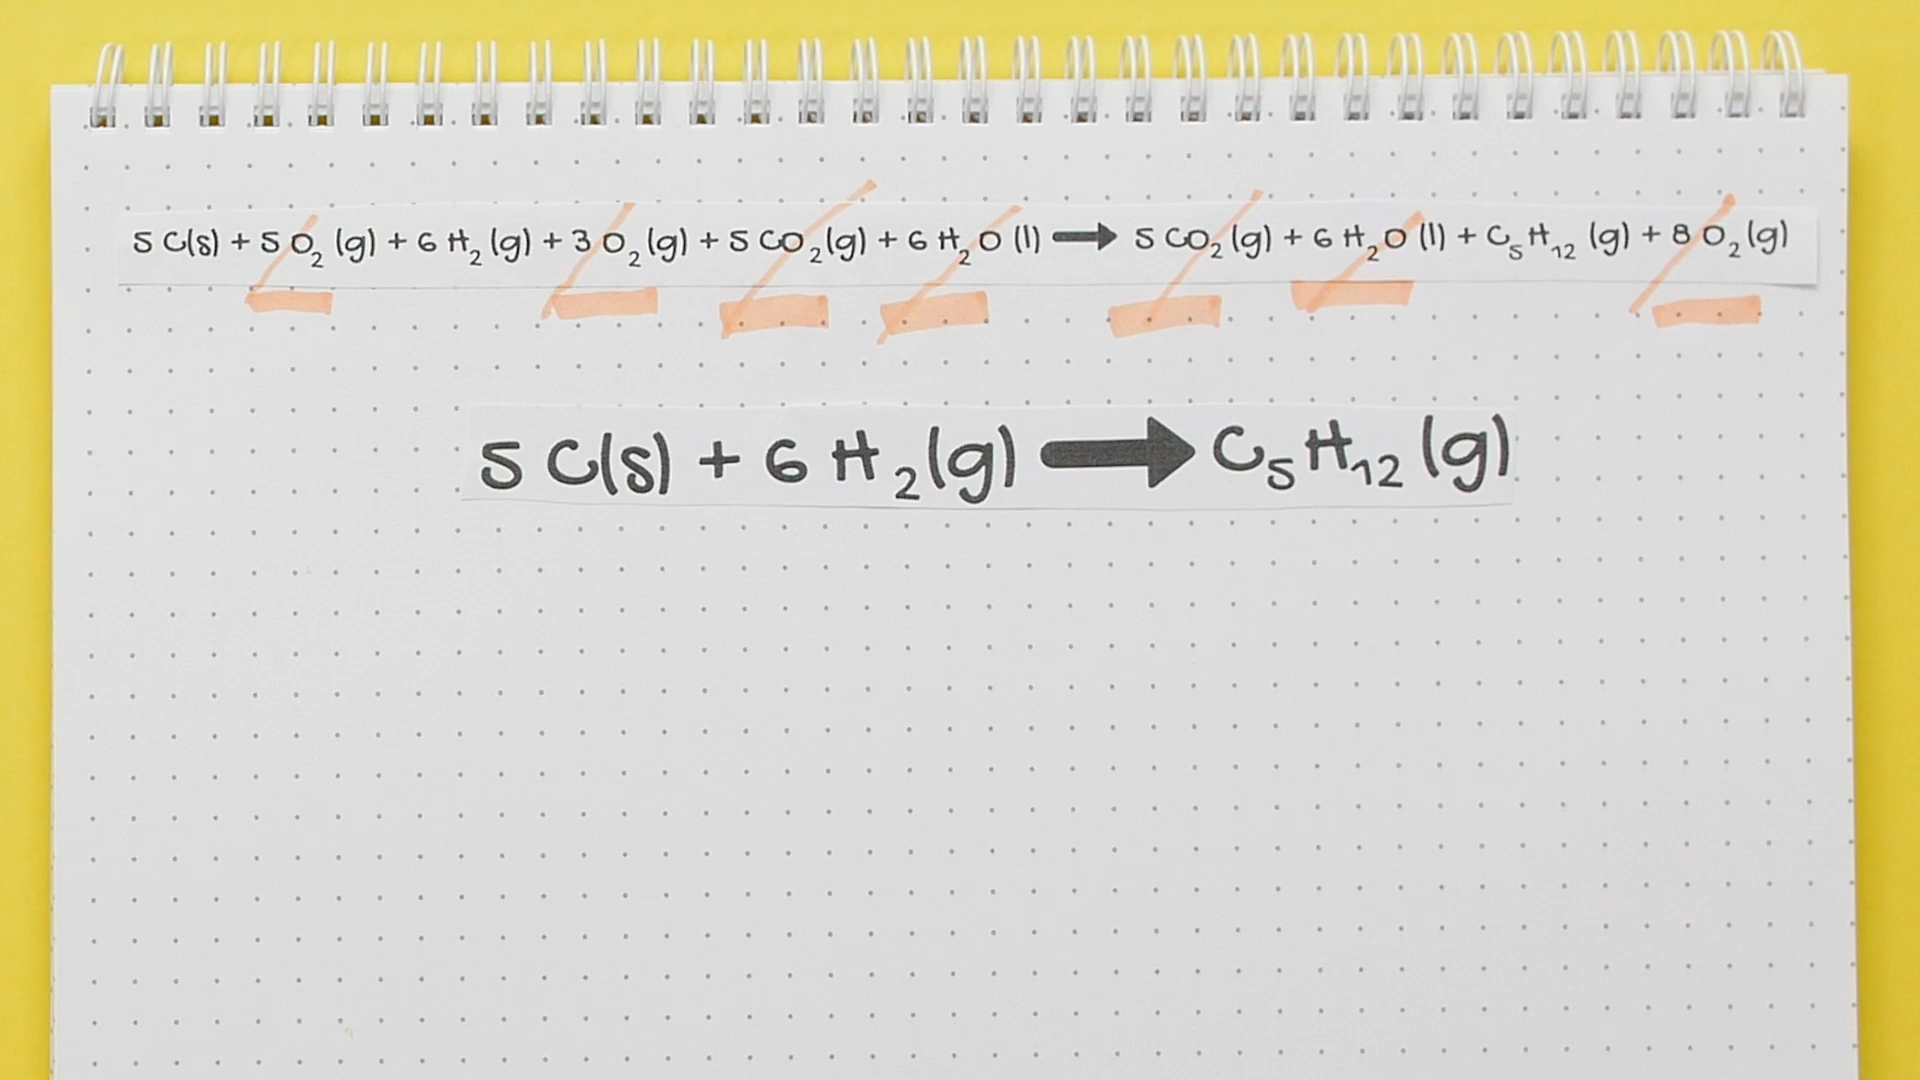 5 C(s) + 5 O₂ (g) + 6 H₂ (g) + 3 O₂ (g) + 5 CO₂ (g) + 6 H₂O (l) → 5 CO₂ (g) + 6 H₂O (l) + C₅H₁₂ (g) + 8 O₂ (g)
5 C(s) + 6 H₂ (g) → C₅H₁₂ (g)